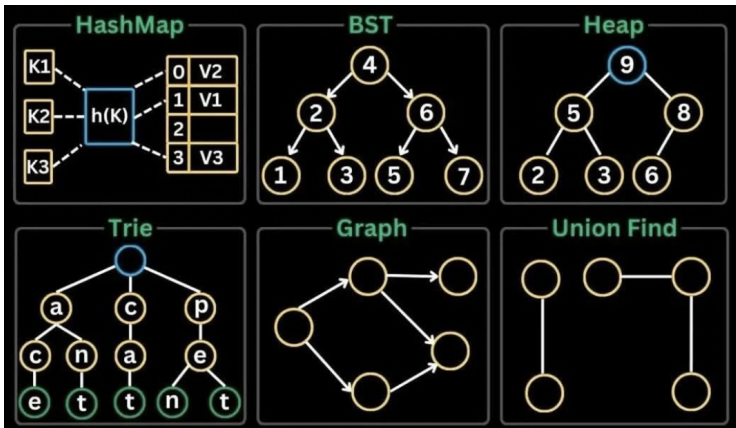 HashMap
K1
K2
K3
h(K)
0 V2
1 V1
2
3 V3
BST
4
2 6
1 3 5 7
Heap
9
5 8
2 3 6
Trie
a c p
c n a e
e t t n t
Graph
Union Find